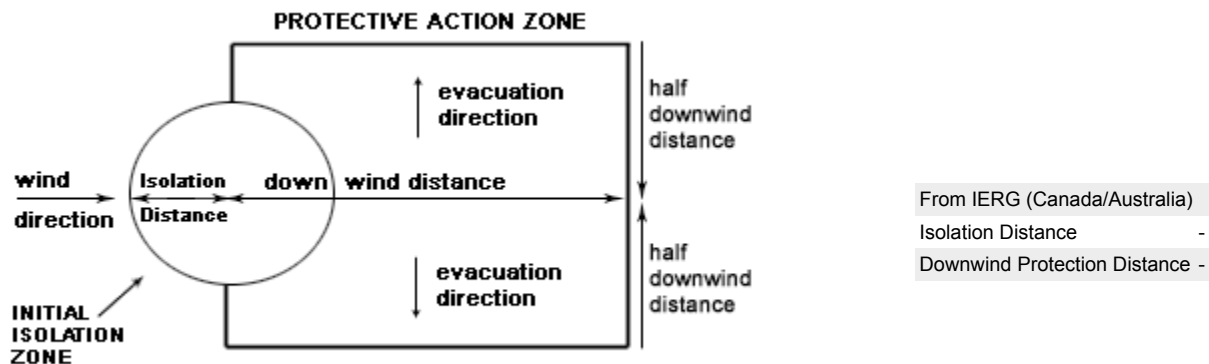 PROTECTIVE ACTION ZONE
evacuation
direction
half
downwind
distance
wind
direction
Isolation
Distance
down wind distance
evacuation
direction
half
downwind
distance
INITIAL
ISOLATION
ZONE
From IERG (Canada/Australia)
Isolation Distance -
Downwind Protection Distance -